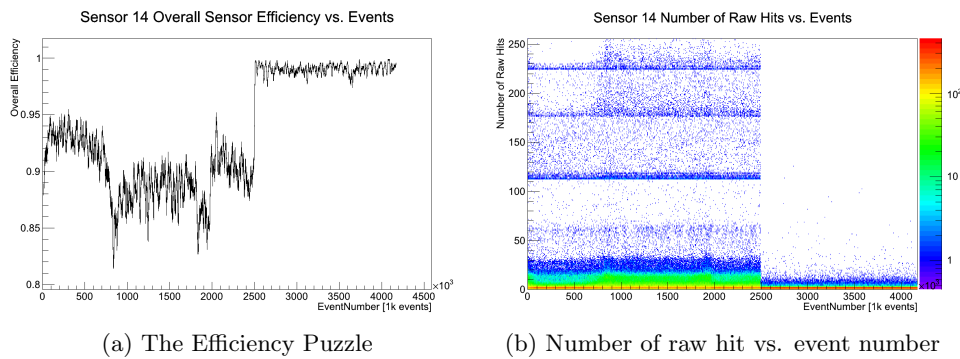 Sensor 14 Overall Sensor Efficiency vs. Events
Overall Efficiency
1
0.95
0.9
0.85
0.8
0 500 1000 1500 2000 2500 3000 3500 4000 4500
×10³
EventNumber [1k events]
(a) The Efficiency Puzzle
Sensor 14 Number of Raw Hits vs. Events
Number of Raw Hits
250
200
150
100
50
0
0 500 1000 1500 2000 2500 3000 3500 4000
×10³
EventNumber [1k events]
10²
10
1
(b) Number of raw hit vs. event number